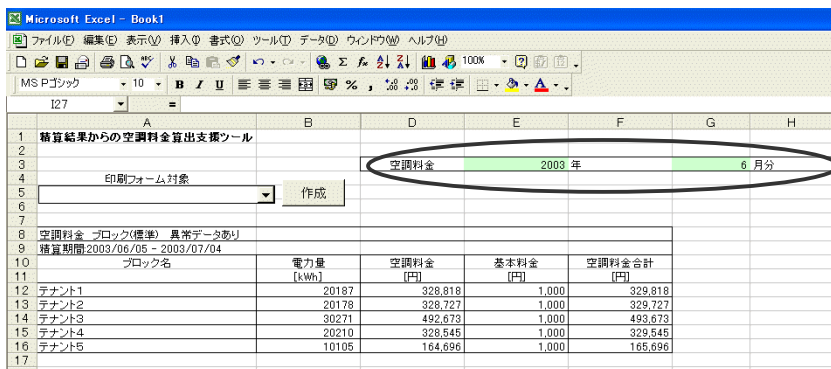 Microsoft Excel - Book1
ファイル(F) 編集(E) 表示(V) 挿入(I) 書式(O) ツール(T) データ(D) ウィンドウ(W) ヘルプ(H)
100%
MS Pゴシック 10 B I U %
I27 =
A B D E F G H
1 積算結果からの空調料金算出支援ツール
2
3 空調料金 2003 年 6 月分
4 印刷フォーム対象
5 作成
6
7
8 空調料金 ブロック(標準) 異常データあり
9 積算期間:2003/06/05 - 2003/07/04
10 ブロック名 電力量 空調料金 基本料金 空調料金合計
11 [kWh] [円] [円] [円]
12 テナント1 20187 328,818 1,000 329,818
13 テナント2 20178 328,727 1,000 329,727
14 テナント3 30271 492,673 1,000 493,673
15 テナント4 20210 328,545 1,000 329,545
16 テナント5 10105 164,696 1,000 165,696
17